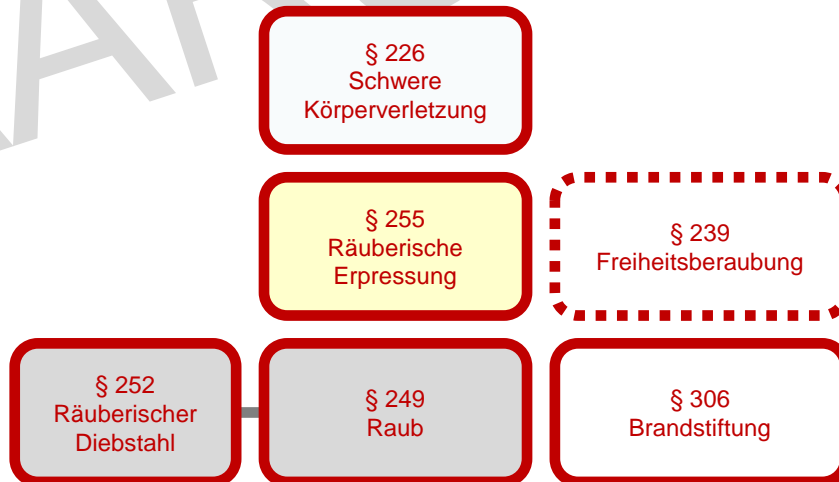 § 226
Schwere
Körperverletzung
§ 255
Räuberische
Erpressung
§ 239
Freiheitsberaubung
§ 252
Räuberischer
Diebstahl
§ 249
Raub
§ 306
Brandstiftung